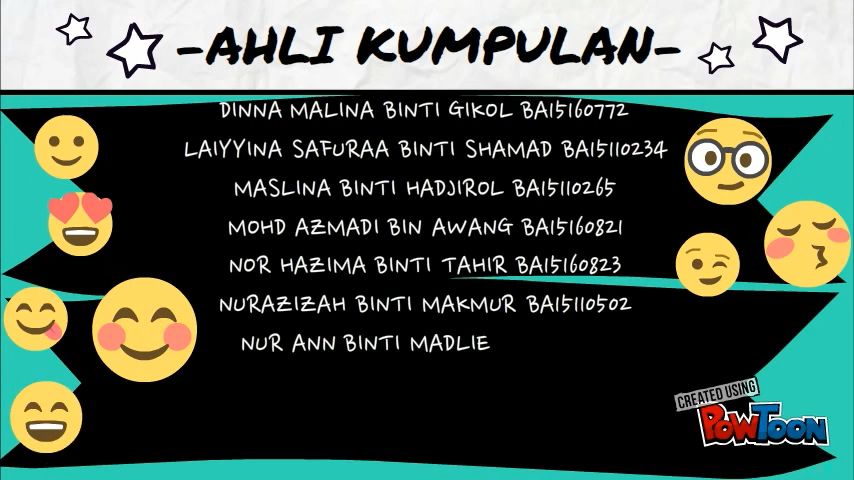 -AHLI KUMPULAN-
DINNA MALINA BINTI GIKOL BA15160772
LAIYYINA SAFURAA BINTI SHAMAD BA15110234
MASLINA BINTI HADJIROL BA15110265
MOHD AZMADI BIN AWANG BA15160821
NOR HAZIMA BINTI TAHIR BA15160823
NURAZIZAH BINTI MAKMUR BA15110502
NUR ANN BINTI MADLIE
CREATED USING
POWTOON